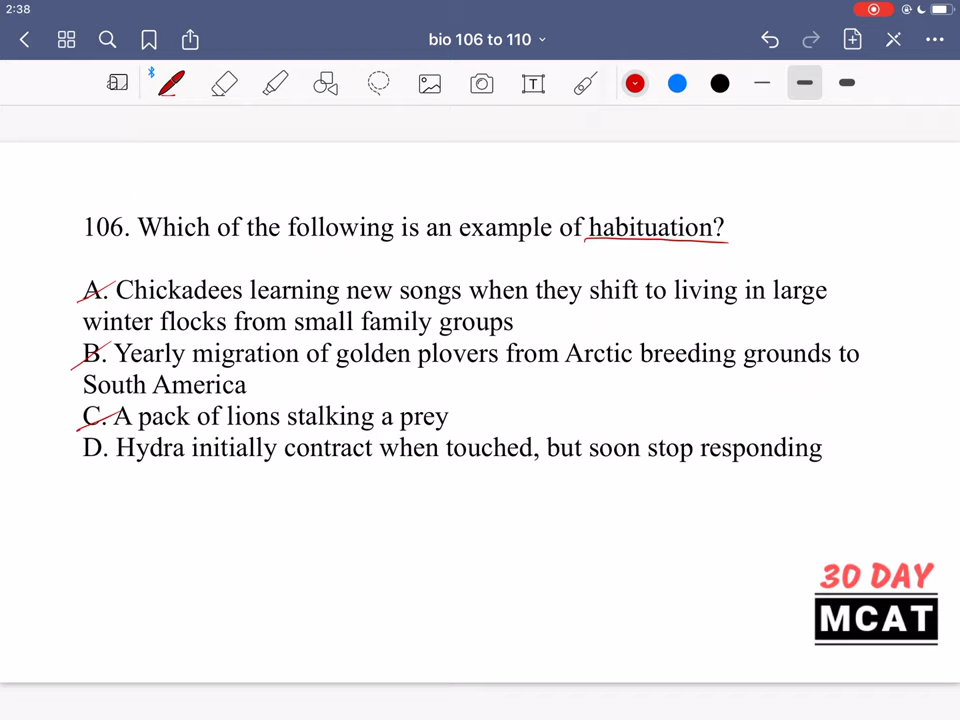 2:38
bio 106 to 110
T
106. Which of the following is an example of habituation?
A. Chickadees learning new songs when they shift to living in large
winter flocks from small family groups
B. Yearly migration of golden plovers from Arctic breeding grounds to
South America
C. A pack of lions stalking a prey
D. Hydra initially contract when touched, but soon stop responding
30 DAY
MCAT